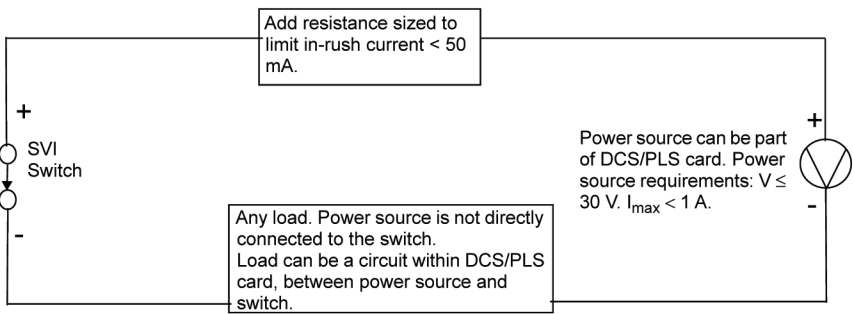 Add resistance sized to
limit in-rush current < 50
mA.
+
SVI
Switch
-
+
Power source can be part
of DCS/PLS card. Power
source requirements: V ≤
30 V. Imax < 1 A.
-
Any load. Power source is not directly
connected to the switch.
Load can be a circuit within DCS/PLS
card, between power source and
switch.